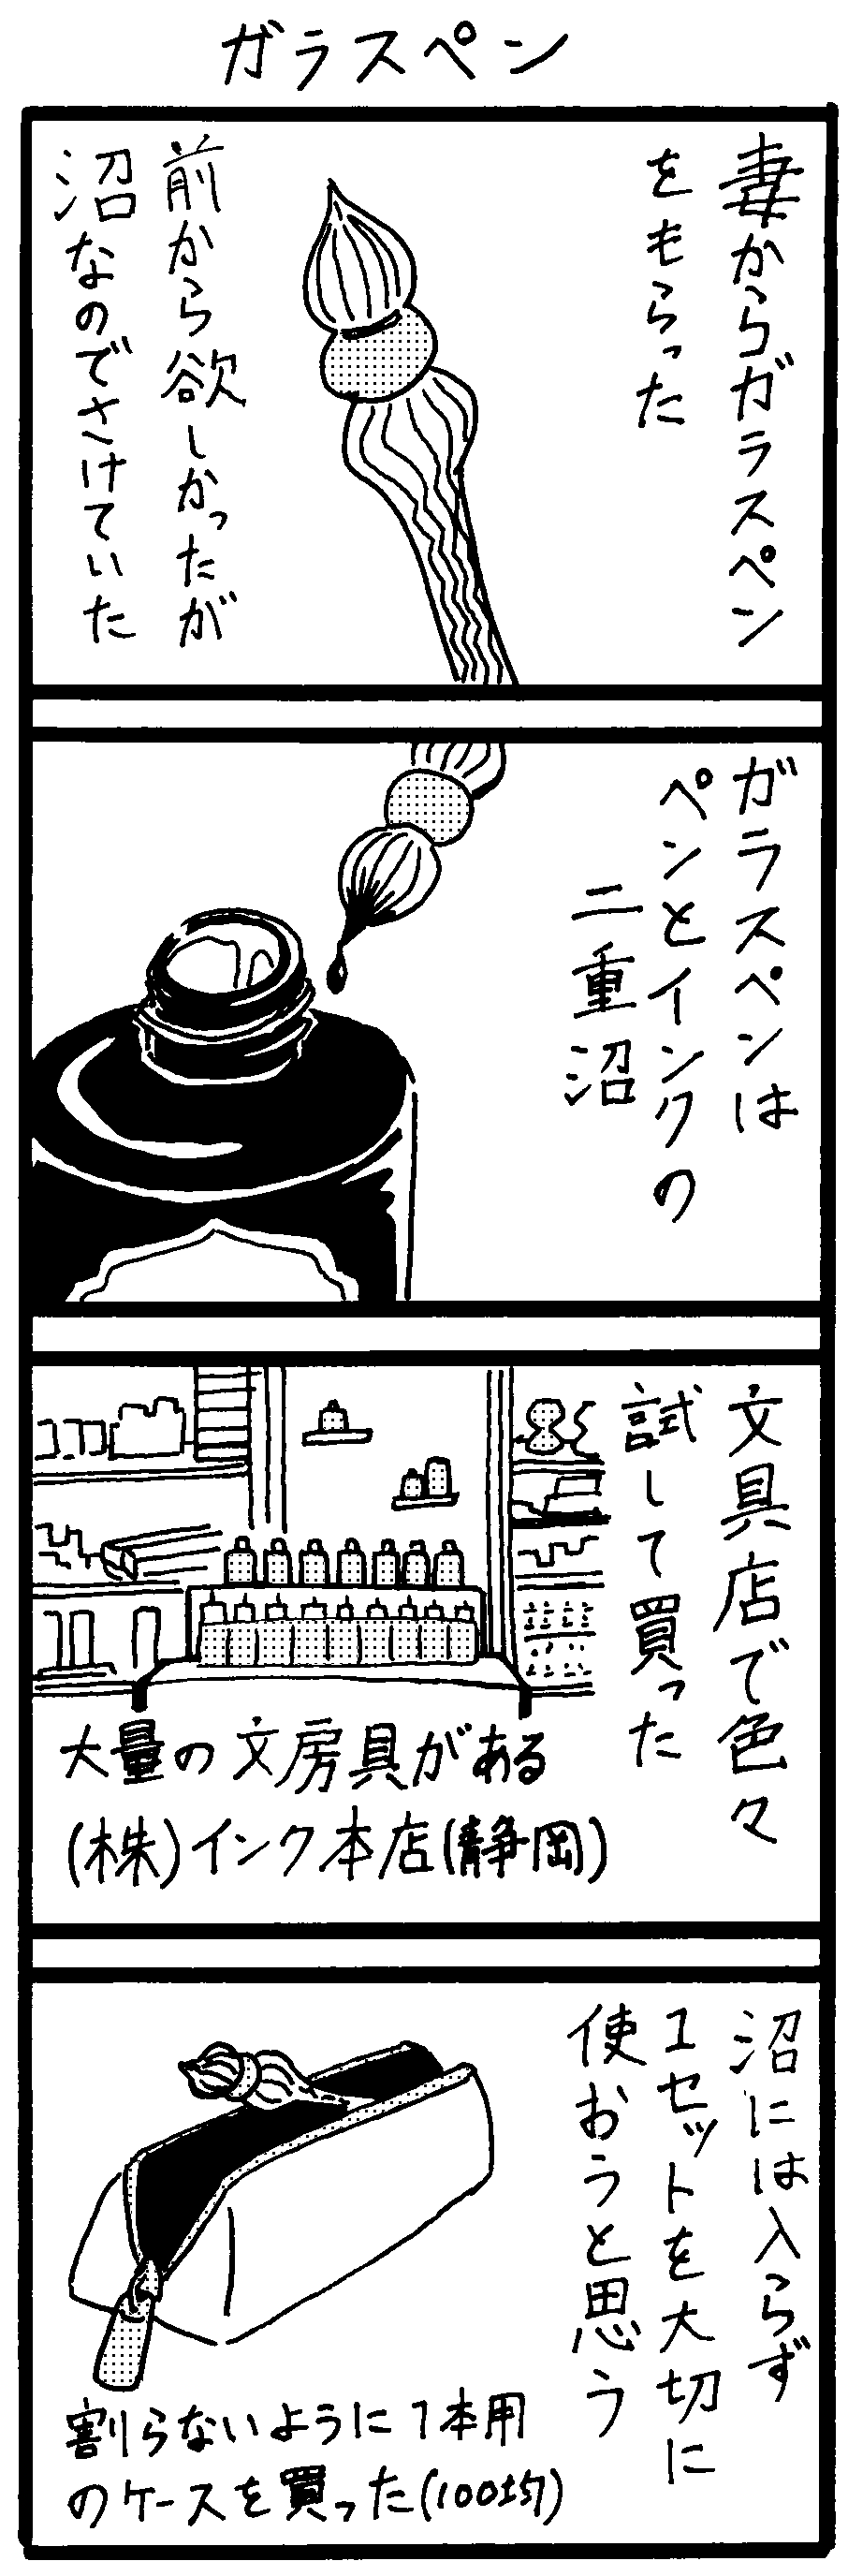 ガラスペン
妻からガラスペン
をもらった
前から欲しかったが
沼なのでさけていた
ガラスペンは
ペンとインクの
二重沼
文具店で色々
試して買った
大量の文房具がある
(株)インク本店(静岡)
沼には入らず
1セットを大切に
使おうと思う
割らないように1本用
のケースを買った(100均)